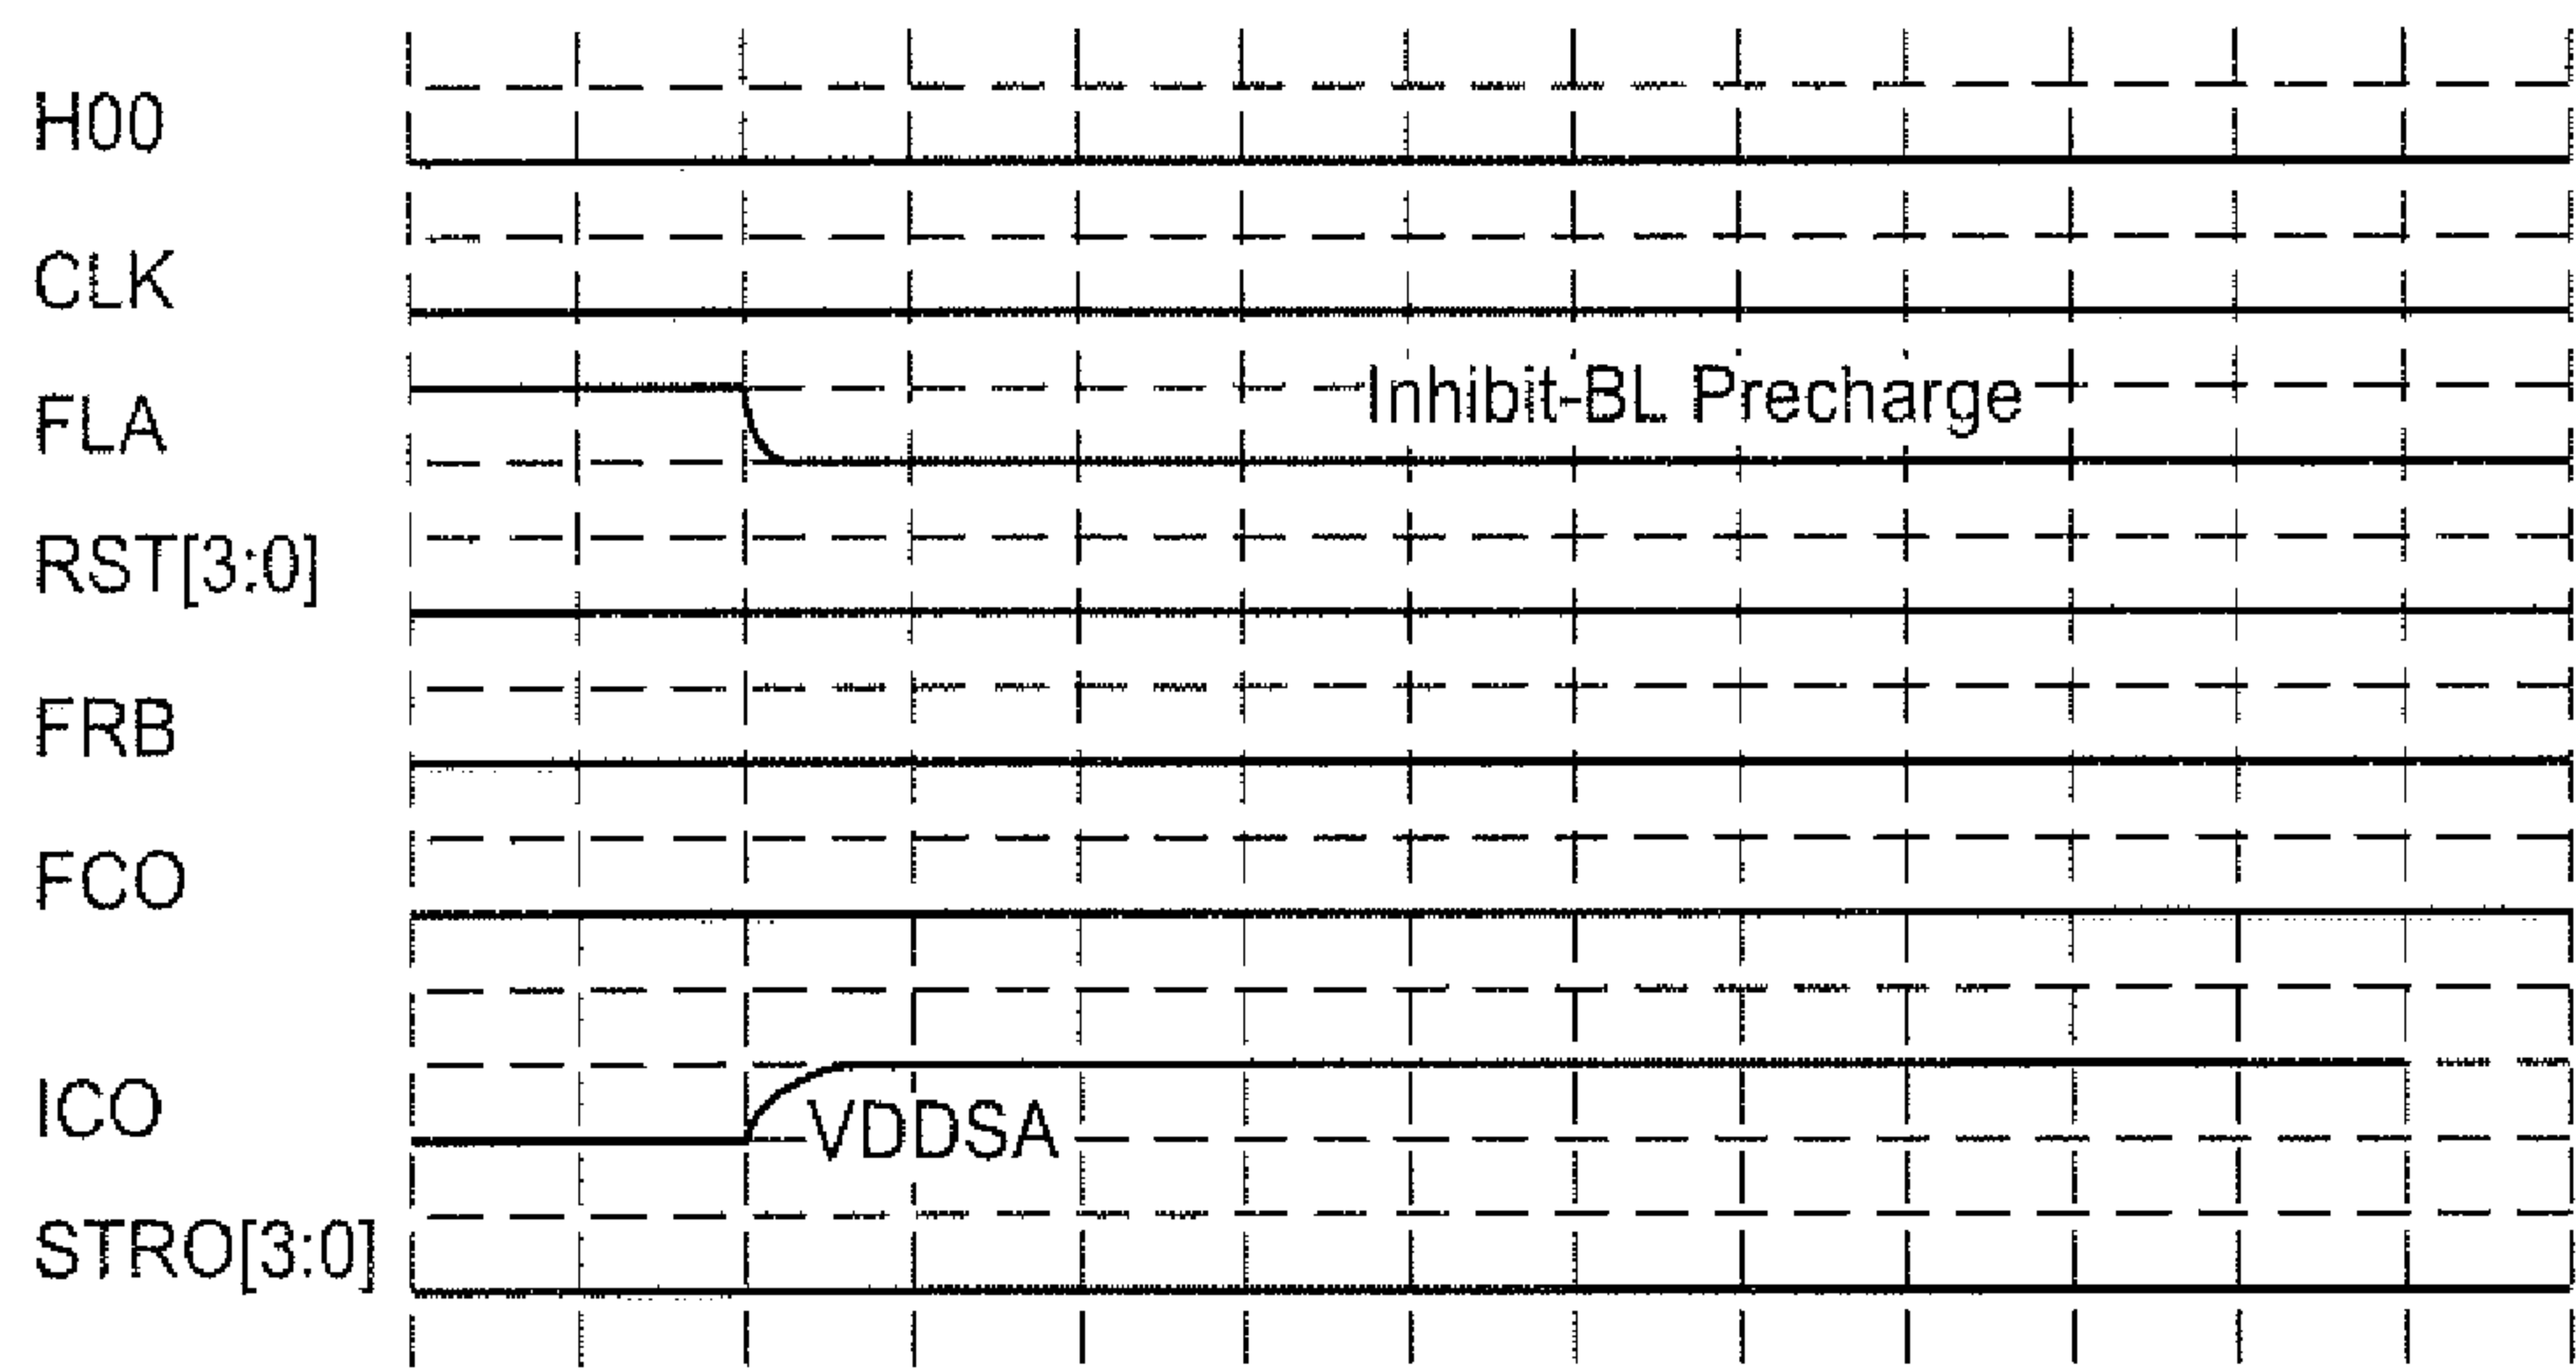 H00
CLK
FLA
Inhibit-BL Precharge
RST[3:0]
FRB
FCO
ICO
VDDSA
STRO[3:0]